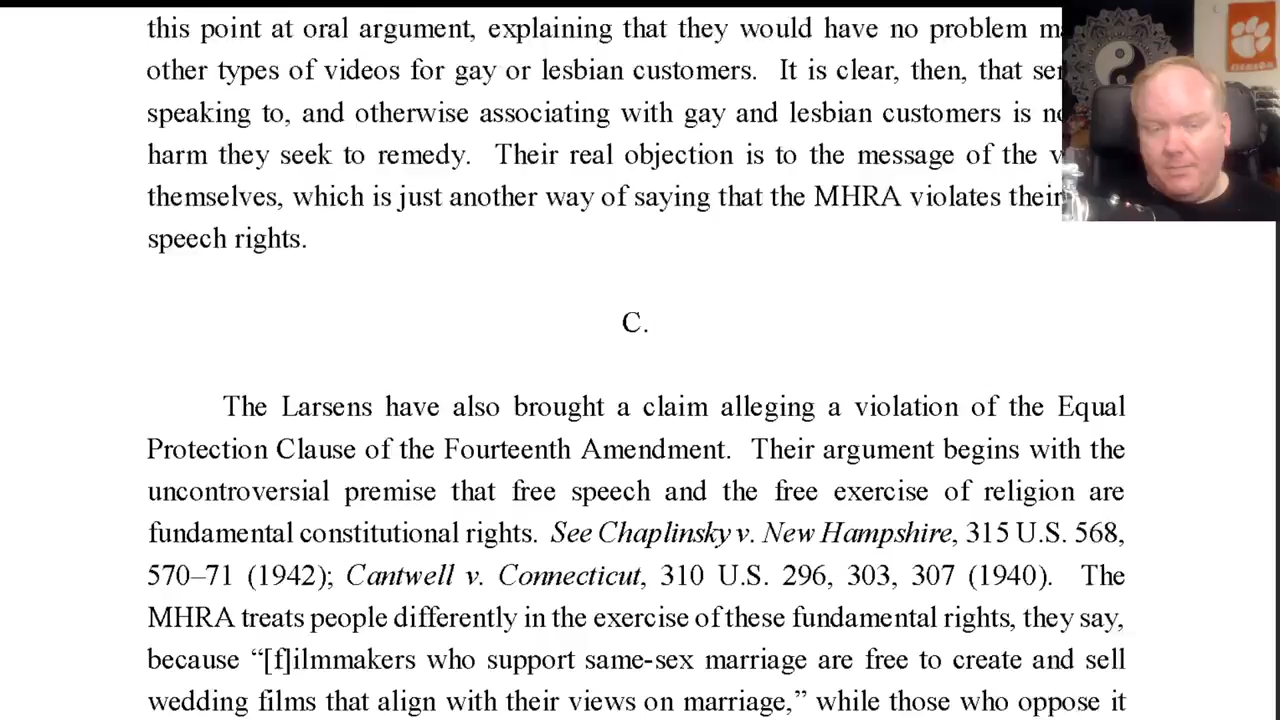 this point at oral argument, explaining that they would have no problem
other types of videos for gay or lesbian customers. It is clear, then, that
speaking to, and otherwise associating with gay and lesbian customers is
harm they seek to remedy. Their real objection is to the message of the
themselves, which is just another way of saying that the MHRA violates their
speech rights.
C.
The Larsens have also brought a claim alleging a violation of the Equal
Protection Clause of the Fourteenth Amendment. Their argument begins with the
uncontroversial premise that free speech and the free exercise of religion are
fundamental constitutional rights. See Chaplinsky v. New Hampshire, 315 U.S. 568,
570–71 (1942); Cantwell v. Connecticut, 310 U.S. 296, 303, 307 (1940). The
MHRA treats people differently in the exercise of these fundamental rights, they say,
because “[f]ilmmakers who support same-sex marriage are free to create and sell
wedding films that align with their views on marriage,” while those who oppose it